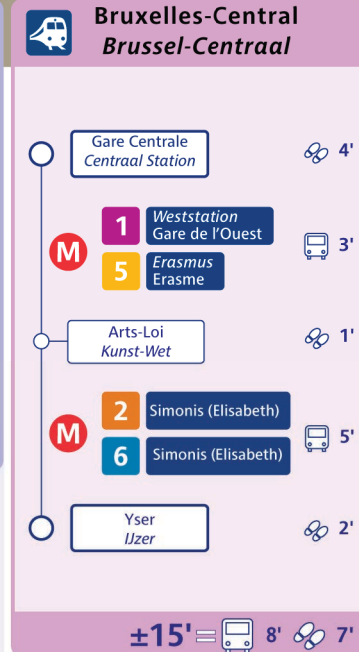 Bruxelles-Central
Brussel-Centraal
Gare Centrale
Centraal Station
4'
M
1
Weststation
Gare de l'Ouest
5
Erasmus
Erasme
3'
Arts-Loi
Kunst-Wet
1'
M
2 Simonis (Elisabeth)
6 Simonis (Elisabeth)
5'
Yser
IJzer
2'
±15' = 8' 7'